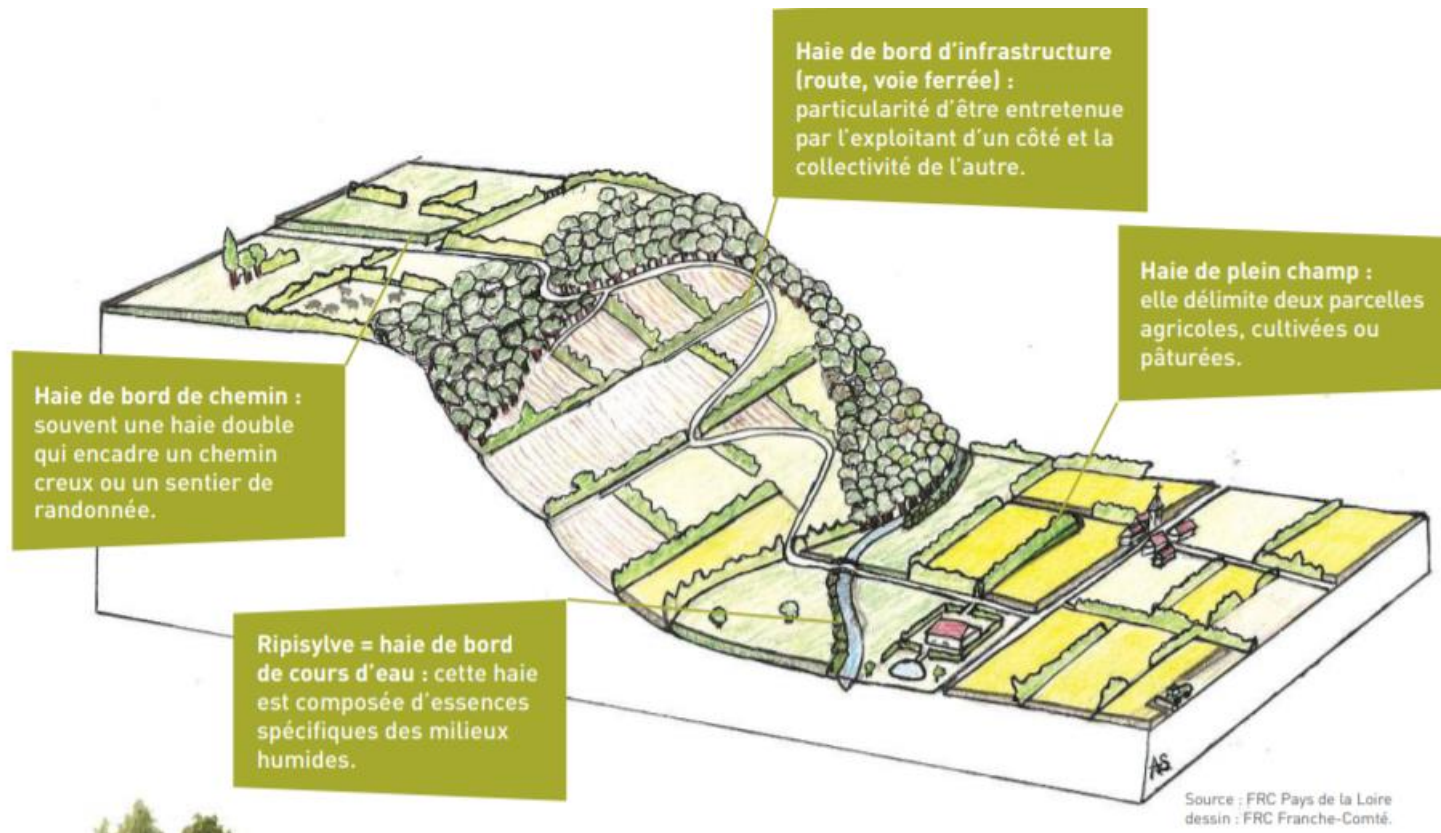 Haie de bord d'infrastructure
(route, voie ferrée) :
particularité d'être entretenue
par l'exploitant d'un côté et la
collectivité de l'autre.
Haie de plein champ :
elle délimite deux parcelles
agricoles, cultivées ou
pâturées.
Haie de bord de chemin :
souvent une haie double
qui encadre un chemin
creux ou un sentier de
randonnée.
Ripisylve = haie de bord
de cours d'eau : cette haie
est composée d'essences
spécifiques des milieux
humides.
AS
Source : FRC Pays de la Loire
dessin : FRC Franche-Comté.